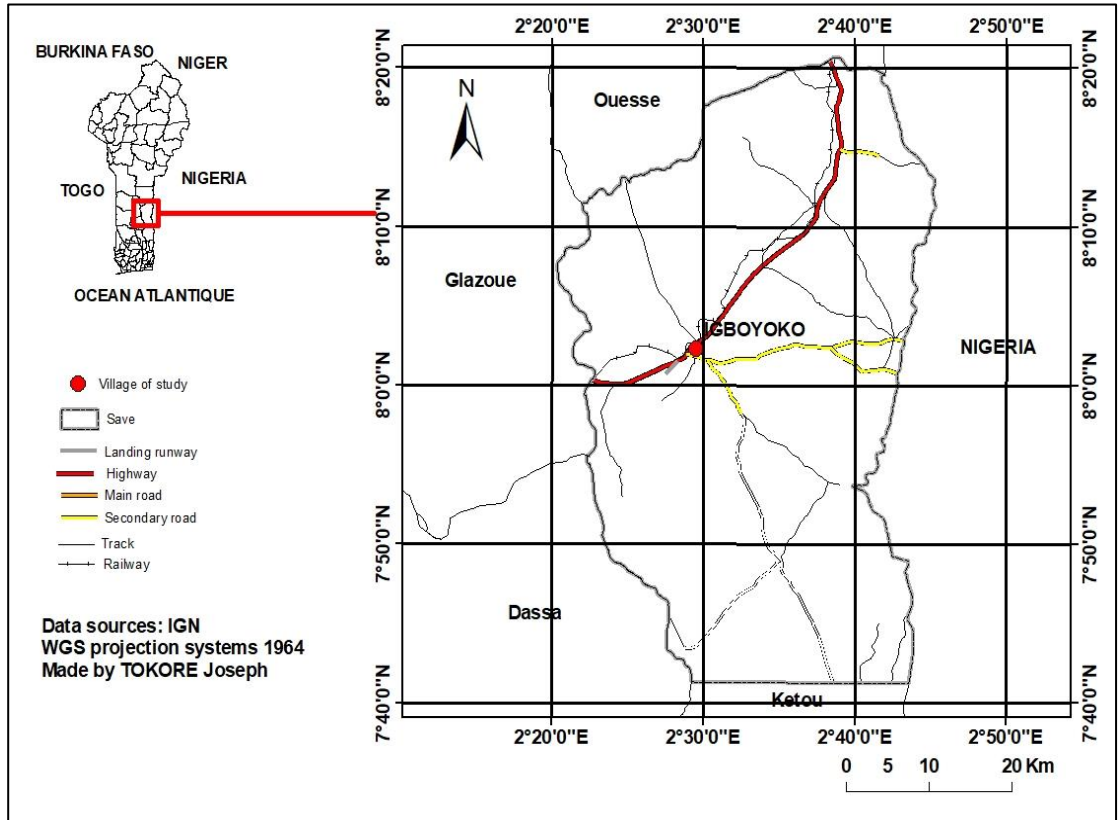 BURKINA FASO
NIGER
TOGO
NIGERIA
OCEAN ATLANTIQUE
Village of study
Save
Landing runway
Highway
Main road
Secondary road
Track
Railway
Data sources: IGN
WGS projection systems 1964
Made by TOKORE Joseph
2°20'0"E 2°30'0"E 2°40'0"E 2°50'0"E
N
8°20'0"N 8°20'0"N
Ouesse
8°10'0"N 8°10'0"N
Glazoue
IGBOYOKO
NIGERIA
8°0'0"N 8°0'0"N
7°50'0"N 7°50'0"N
Dassa
Ketou
7°40'0"N 7°40'0"N
2°20'0"E 2°30'0"E 2°40'0"E 2°50'0"E
0 5 10 20 Km